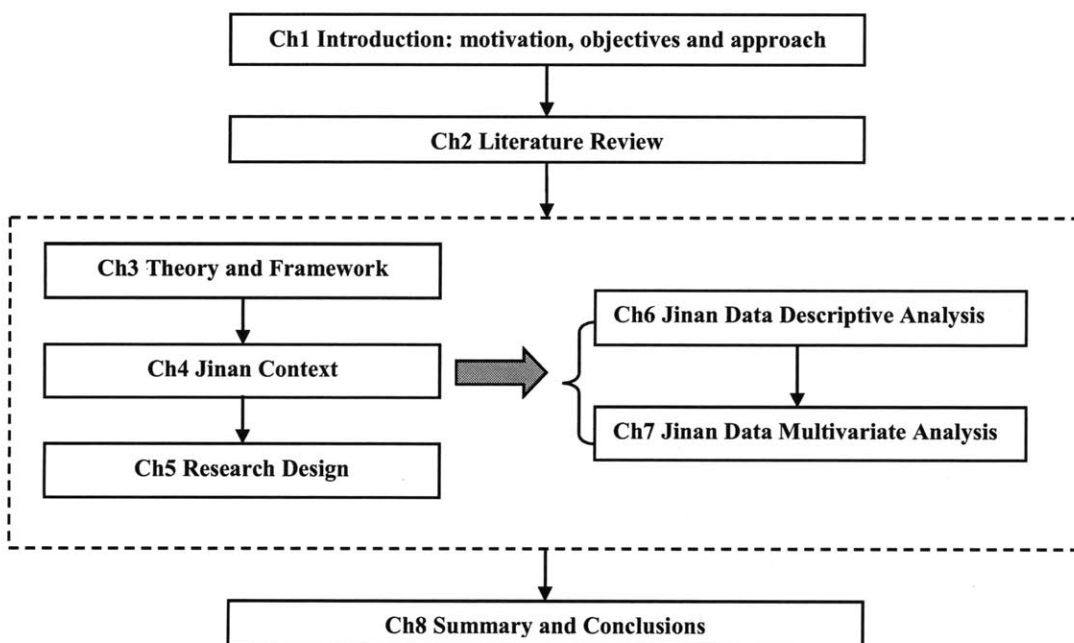 Ch1 Introduction: motivation, objectives and approach
Ch2 Literature Review
Ch3 Theory and Framework
Ch4 Jinan Context
Ch5 Research Design
Ch6 Jinan Data Descriptive Analysis
Ch7 Jinan Data Multivariate Analysis
Ch8 Summary and Conclusions